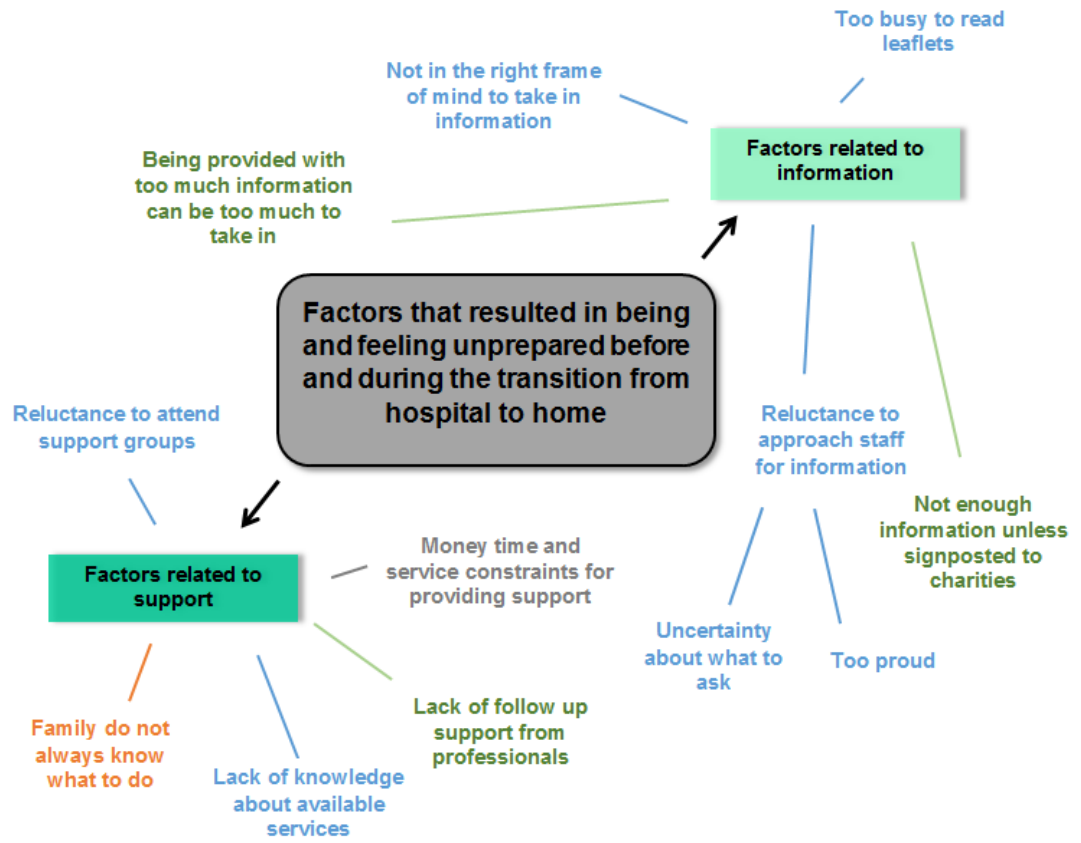 Too busy to read
leaflets
Not in the right frame
of mind to take in
information
Factors related to
information
Being provided with
too much information
can be too much to
take in
Factors that resulted in being
and feeling unprepared before
and during the transition from
hospital to home
Reluctance to attend
support groups
Reluctance to
approach staff
for information
Not enough
information unless
signposted to
charities
Money time and
service constraints for
providing support
Factors related to
support
Uncertainty
about what to
ask
Too proud
Lack of follow up
support from
professionals
Family do not
always know
what to do
Lack of knowledge
about available
services